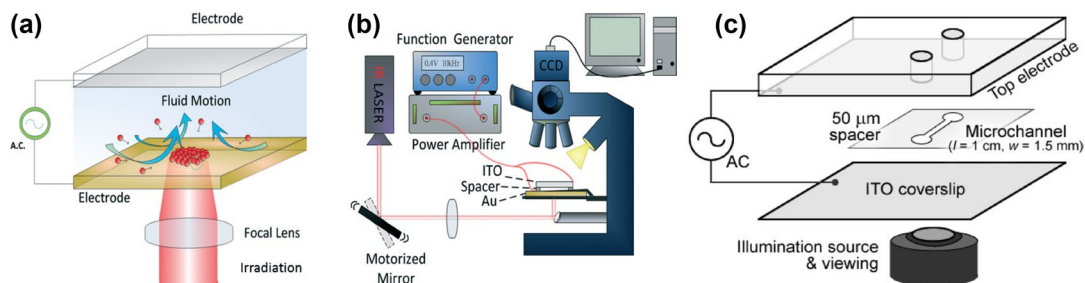 (a)
Electrode
Fluid Motion
A.C.
Electrode
Focal Lens
Irradiation
(b)
Function Generator
0,4V 10kHz
IR LASER
CCD
Power Amplifier
ITO
Spacer
Au
Motorized
Mirror
(c)
Top electrode
50 μm
spacer
Microchannel
(l = 1 cm, w = 1.5 mm)
AC
ITO coverslip
Illumination source
& viewing